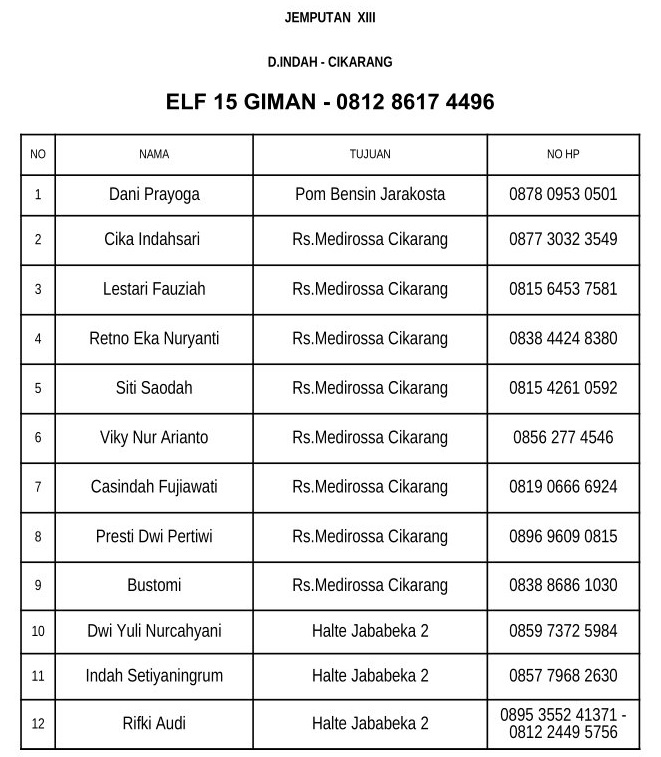 JEMPUTAN XIII
D.INDAH - CIKARANG
ELF 15 GIMAN - 0812 8617 4496
NO NAMA TUJUAN NO HP
1 Dani Prayoga Pom Bensin Jarakosta 0878 0953 0501
2 Cika Indahsari Rs.Medirossa Cikarang 0877 3032 3549
3 Lestari Fauziah Rs.Medirossa Cikarang 0815 6453 7581
4 Retno Eka Nuryanti Rs.Medirossa Cikarang 0838 4424 8380
5 Siti Saodah Rs.Medirossa Cikarang 0815 4261 0592
6 Viky Nur Arianto Rs.Medirossa Cikarang 0856 277 4546
7 Casindah Fujiawati Rs.Medirossa Cikarang 0819 0666 6924
8 Presti Dwi Pertiwi Rs.Medirossa Cikarang 0896 9609 0815
9 Bustomi Rs.Medirossa Cikarang 0838 8686 1030
10 Dwi Yuli Nurcahyani Halte Jababeka 2 0859 7372 5984
11 Indah Setiyaningrum Halte Jababeka 2 0857 7968 2630
12 Rifki Audi Halte Jababeka 2 0895 3552 41371 -
0812 2449 5756